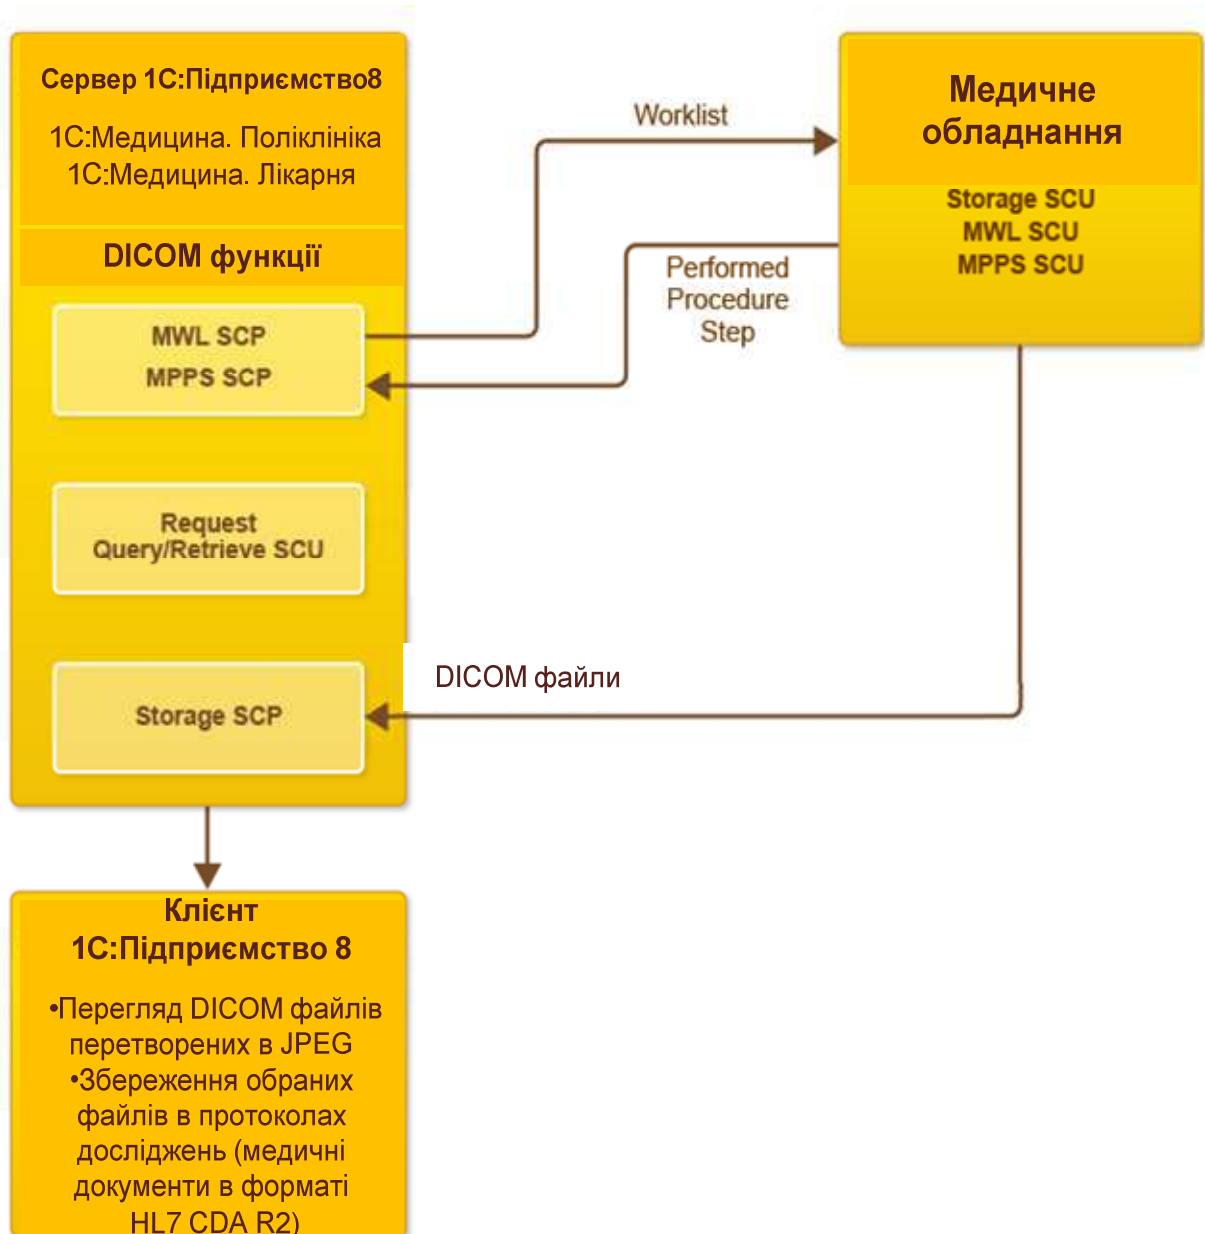 Сервер 1С:Підприємство8
1С:Медицина. Поліклініка
1С:Медицина. Лікарня
DICOM функції
MWL SCP
MPPS SCP
Request
Query/Retrieve SCU
Storage SCP
Worklist
Performed
Procedure
Step
DICOM файли
Медичне
обладнання
Storage SCU
MWL SCU
MPPS SCU
Клієнт
1С:Підприємство 8
•Перегляд DICOM файлів
перетворених в JPEG
•Збереження обраних
файлів в протоколах
досліджень (медичні
документи в форматі
HL7 CDA R2)